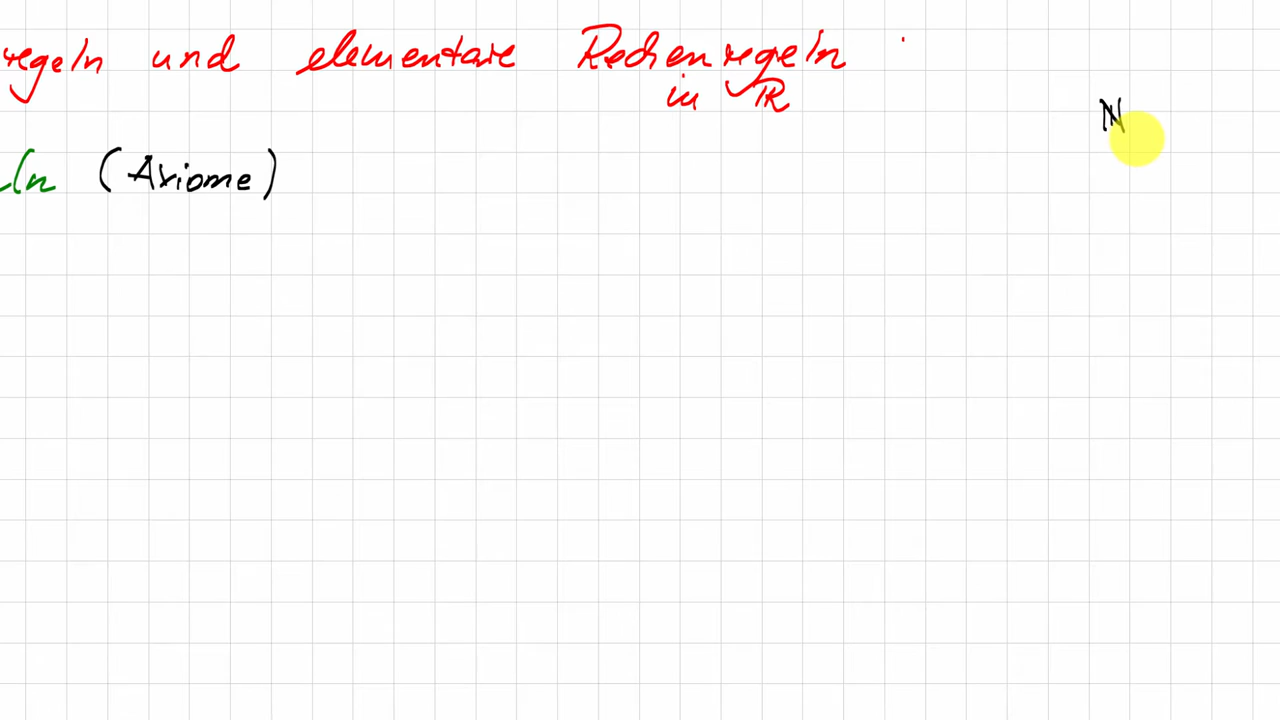 regeln und elementare Rechenregeln
in ℝ
ℕ
ln (Axiome)